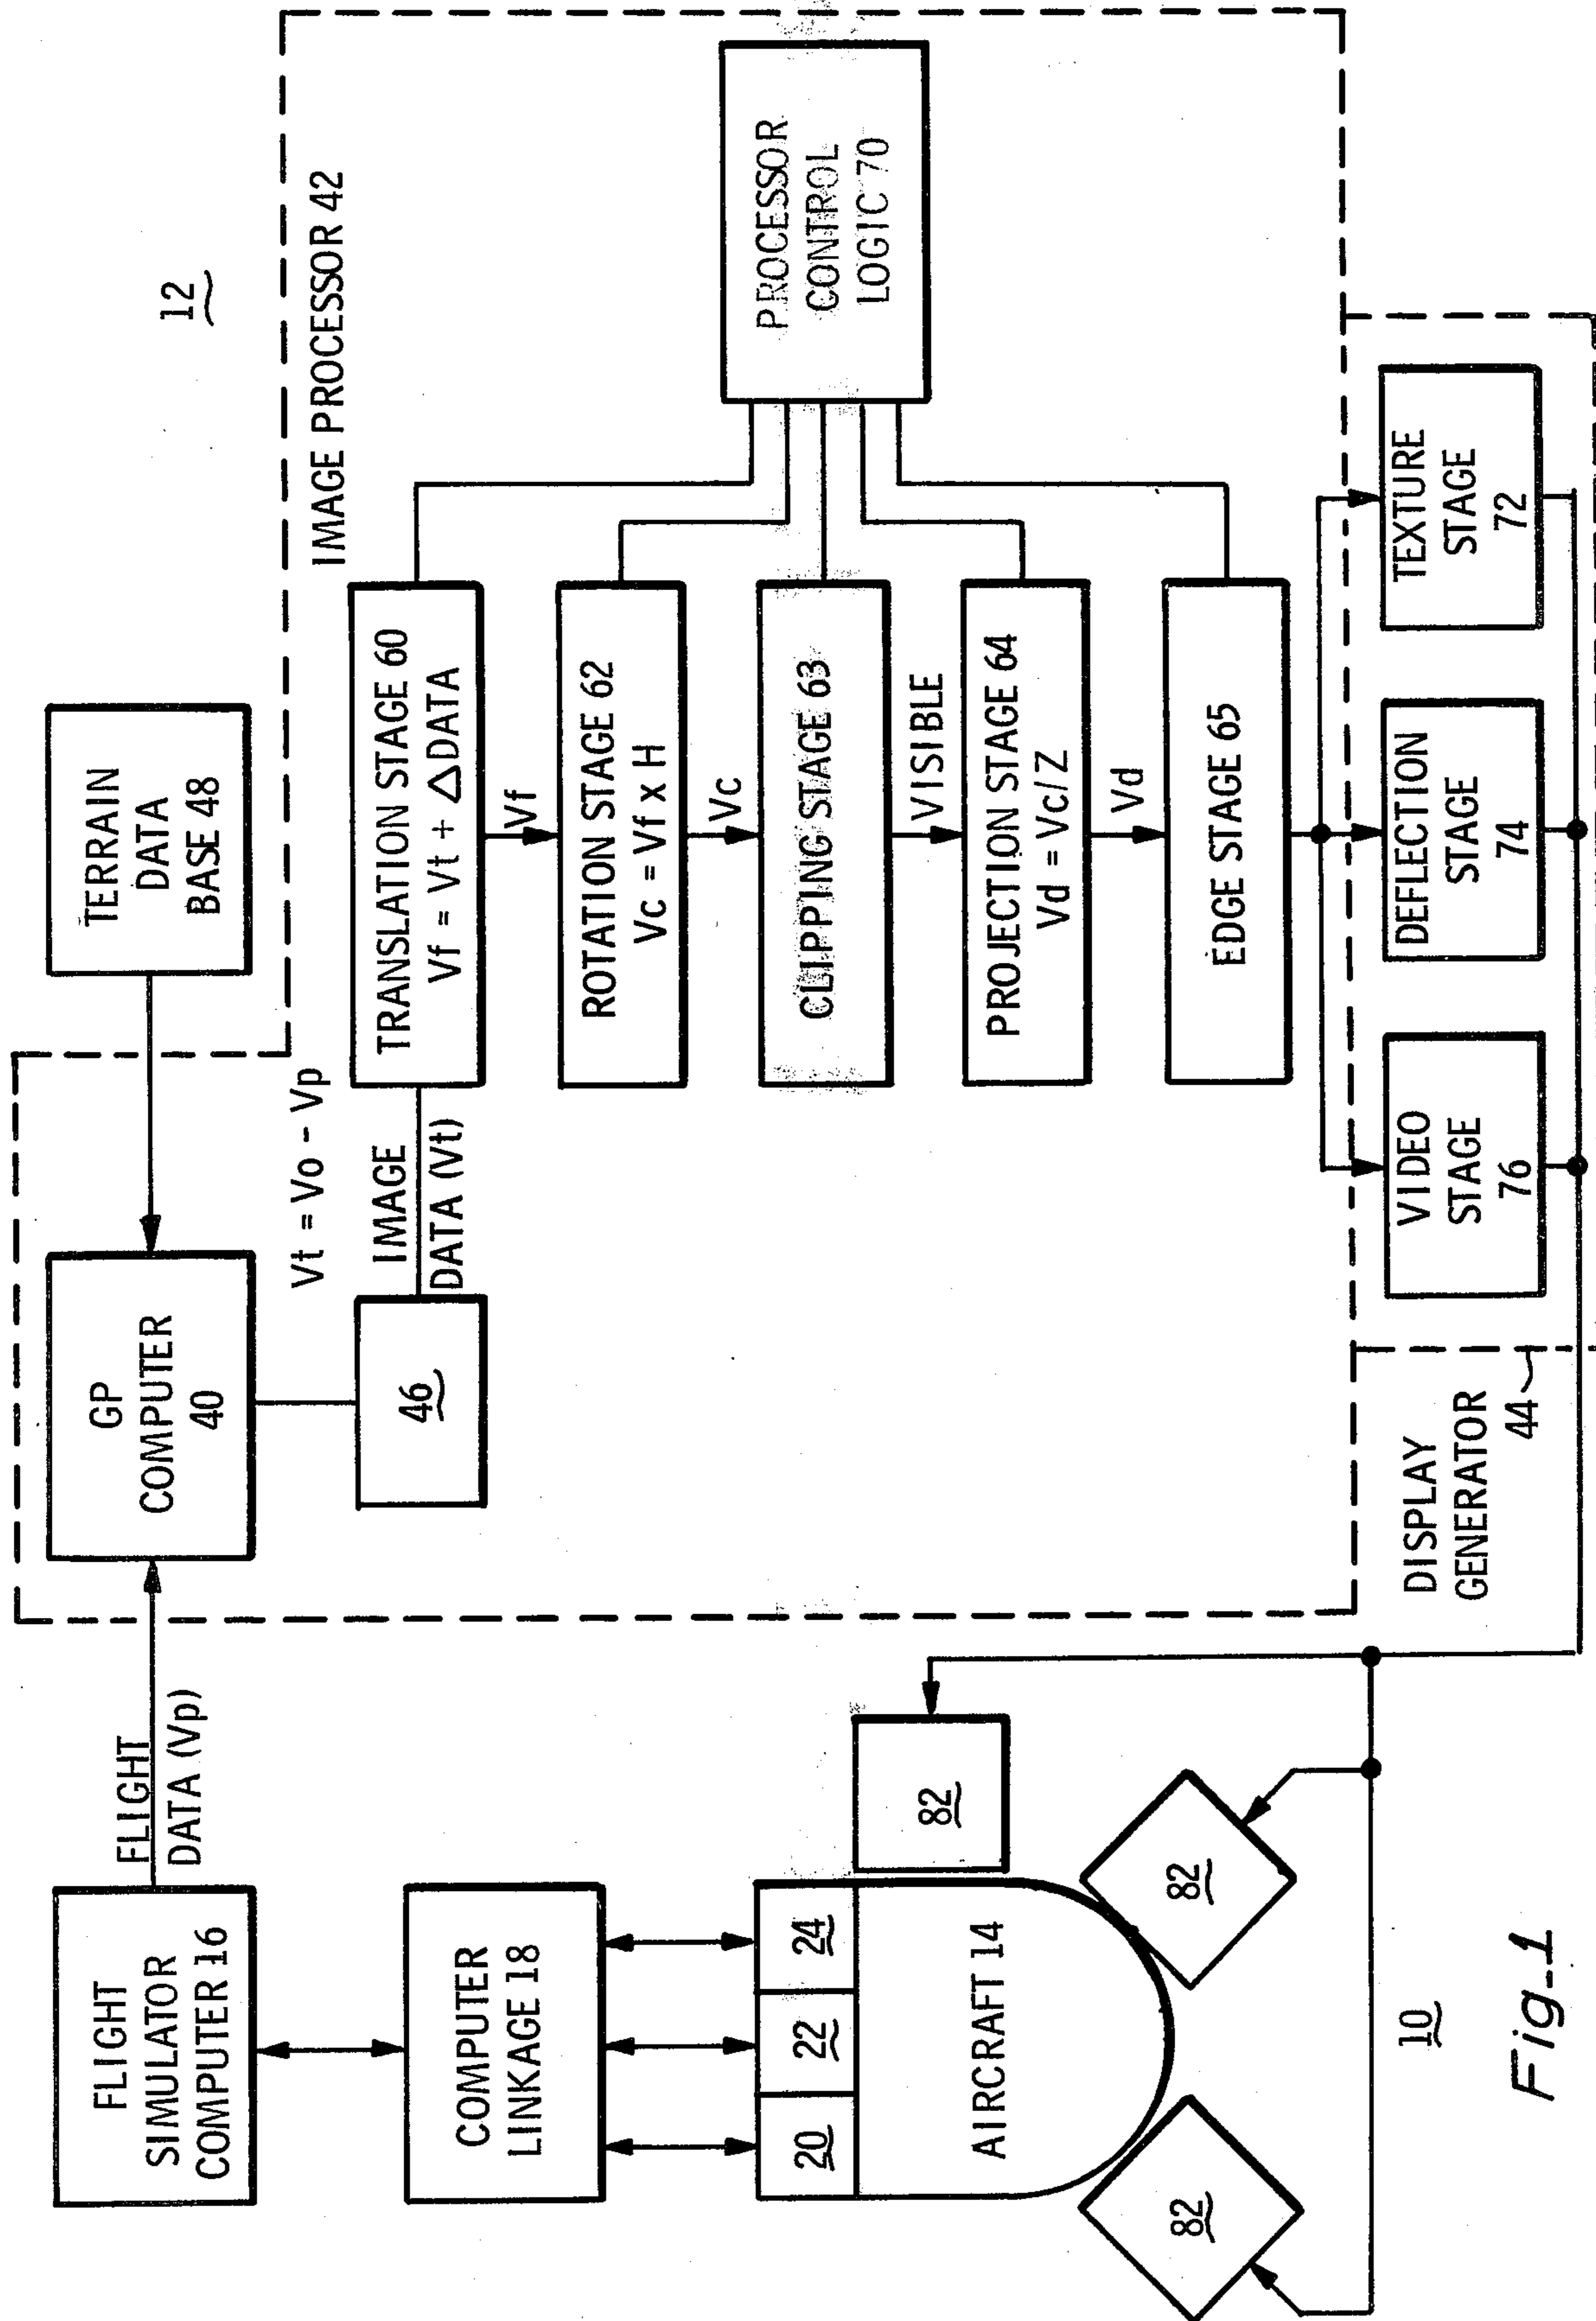 FLIGHT
SIMULATOR
COMPUTER 16
FLIGHT
DATA (Vp)
GP
COMPUTER
40
TERRAIN
DATA
BASE 48
12
COMPUTER
LINKAGE 18
46
Vt = Vo - Vp
IMAGE
DATA (Vt)
IMAGE PROCESSOR 42
TRANSLATION STAGE 60
Vf = Vt + ΔDATA
Vf
ROTATION STAGE 62
Vc = Vf x H
Vc
CLIPPING STAGE 63
VISIBLE
PROJECTION STAGE 64
Vd = Vc/Z
Vd
EDGE STAGE 65
PROCESSOR
CONTROL
LOGIC 70
20
22
24
AIRCRAFT 14
82
82
82
DISPLAY
GENERATOR
44
VIDEO
STAGE
76
DEFLECTION
STAGE
74
TEXTURE
STAGE
72
10
Fig-1